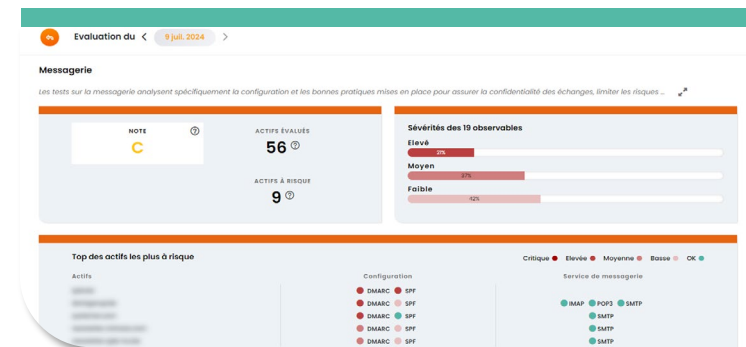 Evaluation du < 9 juil. 2024 >
Messagerie
Les tests sur la messagerie analysent spécifiquement la configuration et les bonnes pratiques mises en place pour assurer la confidentialité des échanges, limiter les risques ...
NOTE
C
ACTIFS ÉVALUÉS
56
ACTIFS À RISQUE
9
Sévérités des 19 observables
Elevé
21%
Moyen
37%
Faible
42%
Top des actifs les plus à risque
Critique Elevée Moyenne Basse OK
Actifs Configuration Service de messagerie
DMARC SPF
DMARC SPF IMAP POP3 SMTP
DMARC SPF SMTP
DMARC SPF SMTP
DMARC SPF SMTP